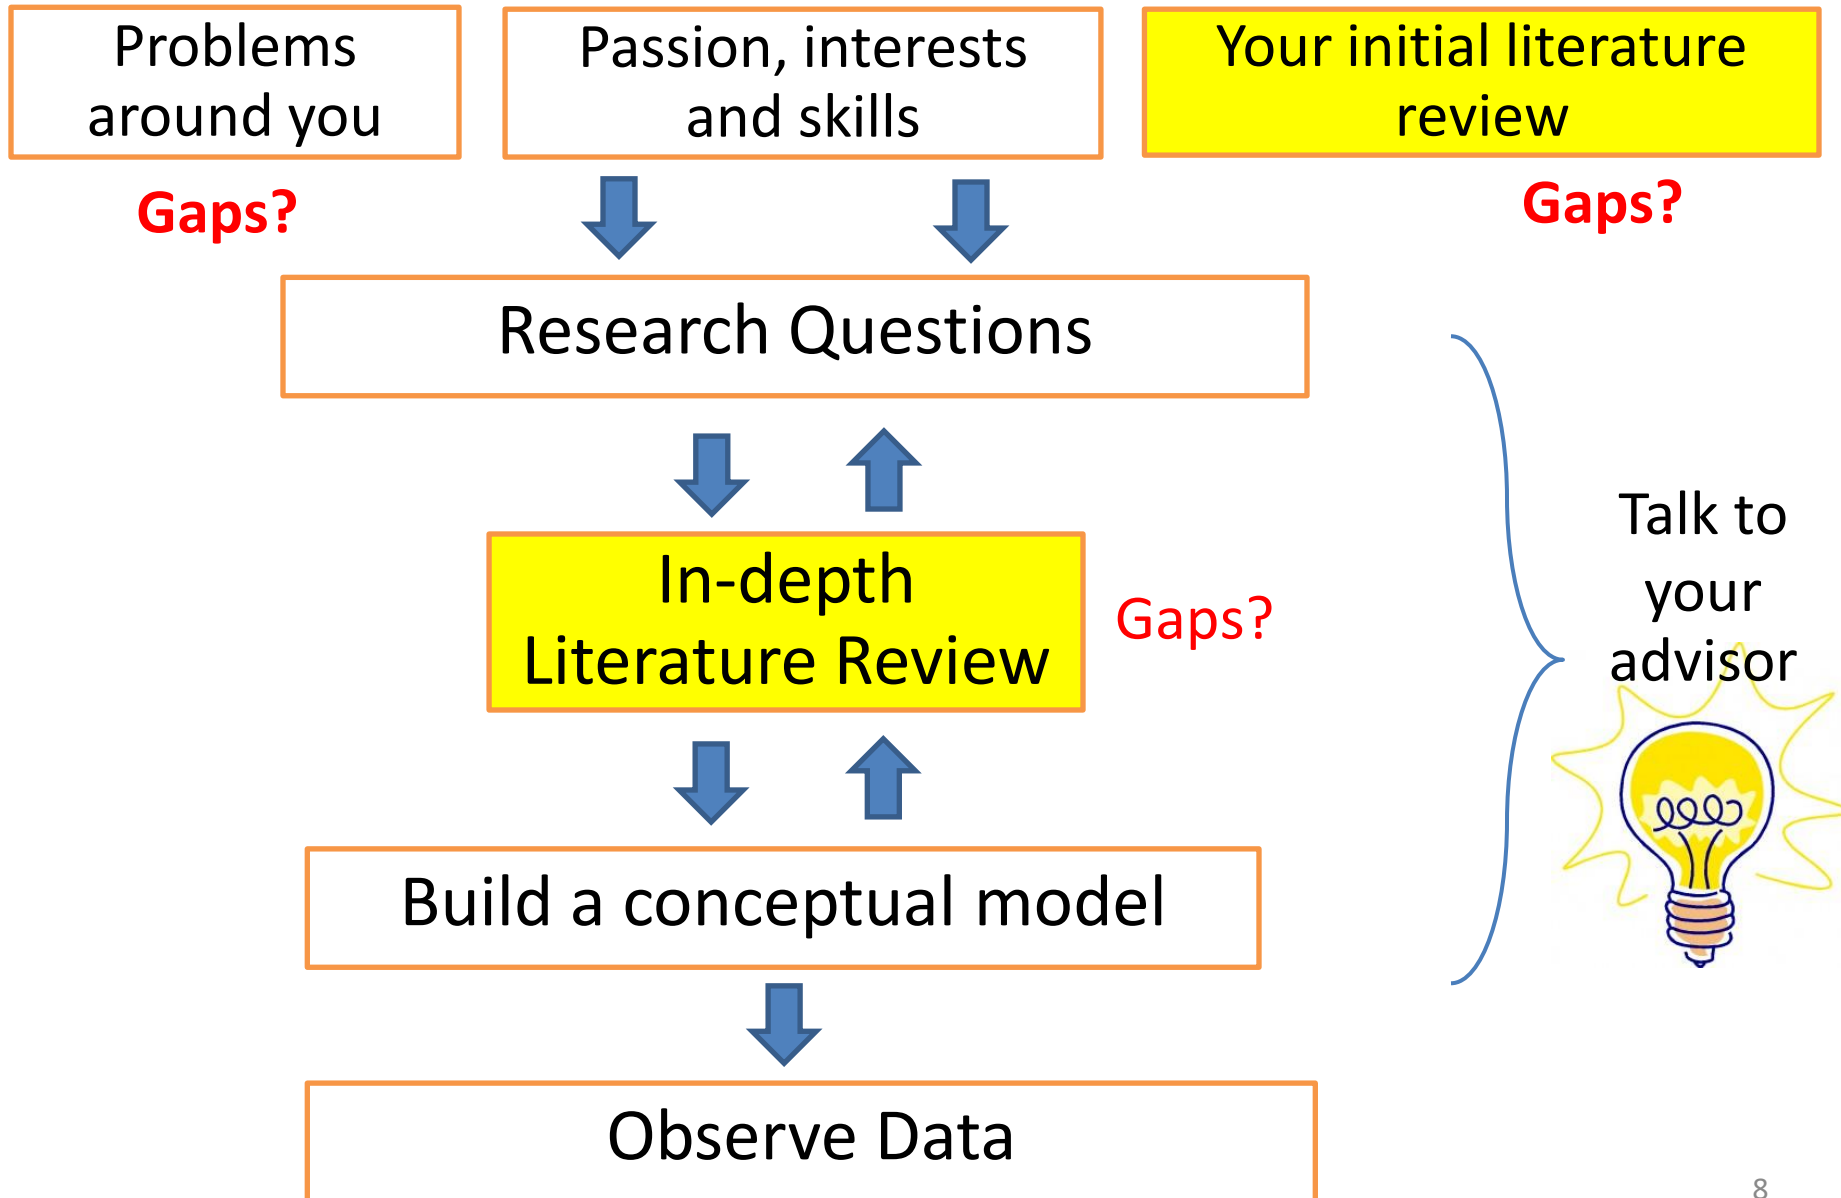 Problems
around you
Passion, interests
and skills
Your initial literature
review
Gaps?
Gaps?
Research Questions
In-depth
Literature Review
Gaps?
Talk to
your
advisor
Build a conceptual model
Observe Data
8